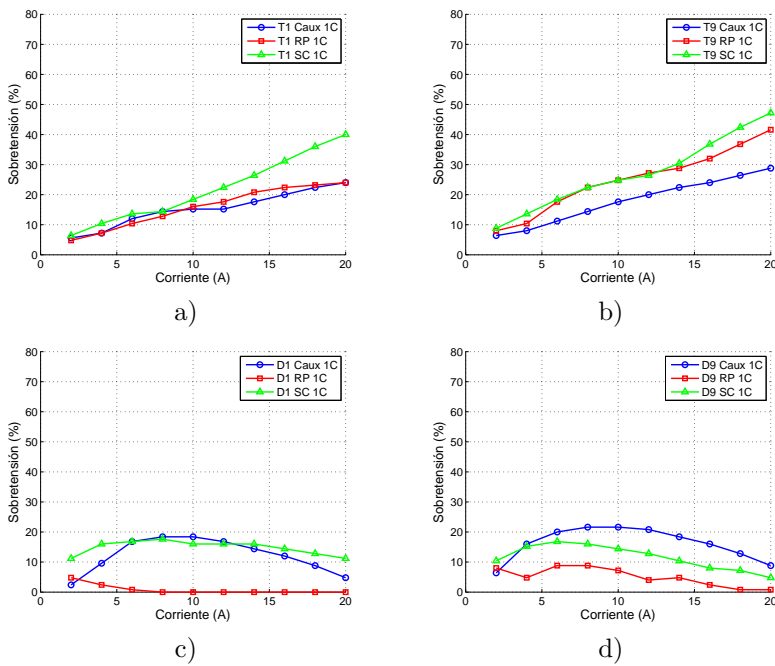 80
70
60
50
40
30
20
10
0
Sobretensión (%)
T1 Caux 1C
T1 RP 1C
T1 SC 1C
0 5 10 15 20
Corriente (A)
a)
80
70
60
50
40
30
20
10
0
Sobretensión (%)
T9 Caux 1C
T9 RP 1C
T9 SC 1C
0 5 10 15 20
Corriente (A)
b)
80
70
60
50
40
30
20
10
0
Sobretensión (%)
D1 Caux 1C
D1 RP 1C
D1 SC 1C
0 5 10 15 20
Corriente (A)
c)
80
70
60
50
40
30
20
10
0
Sobretensión (%)
D9 Caux 1C
D9 RP 1C
D9 SC 1C
0 5 10 15 20
Corriente (A)
d)